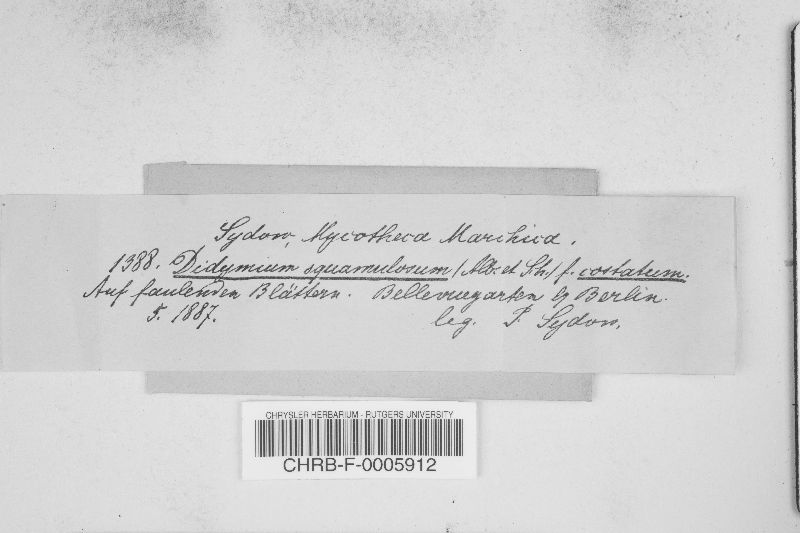 Sydow, Mycotheca Marchica.
1388. Didymium squamulosum (Alb. et Sch.) f. costatum.
Auf faulenden Blättern. Bellevuegarten by Berlin.
5. 1887. leg. P. Sydow.
CHRYSLER HERBARIUM - RUTGERS UNIVERSITY
CHRB-F-0005912